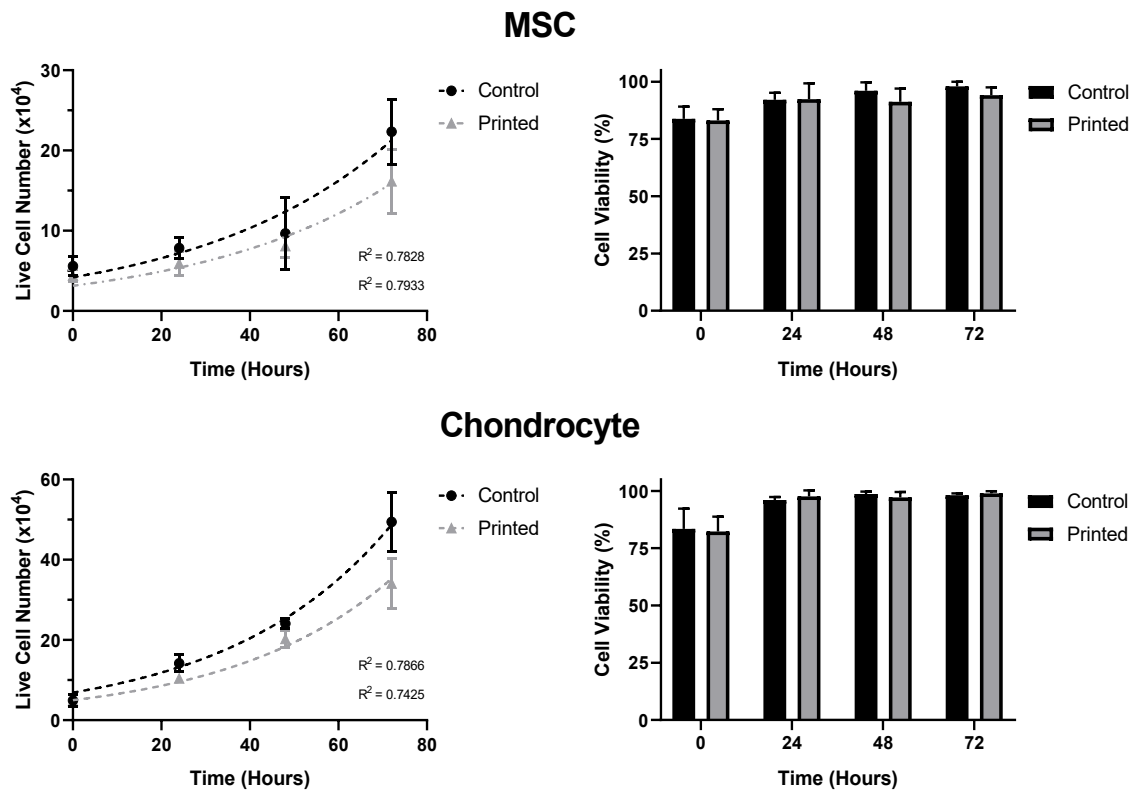 MSC
Live Cell Number (x10⁴)
30
20
10
0
0 20 40 60 80
Time (Hours)
Control
Printed
R² = 0.7828
R² = 0.7933
Cell Viability (%)
100
75
50
25
0
0 24 48 72
Time (Hours)
Control
Printed
Chondrocyte
Live Cell Number (x10⁴)
60
40
20
0
0 20 40 60 80
Time (Hours)
Control
Printed
R² = 0.7866
R² = 0.7425
Cell Viability (%)
100
75
50
25
0
0 24 48 72
Time (Hours)
Control
Printed